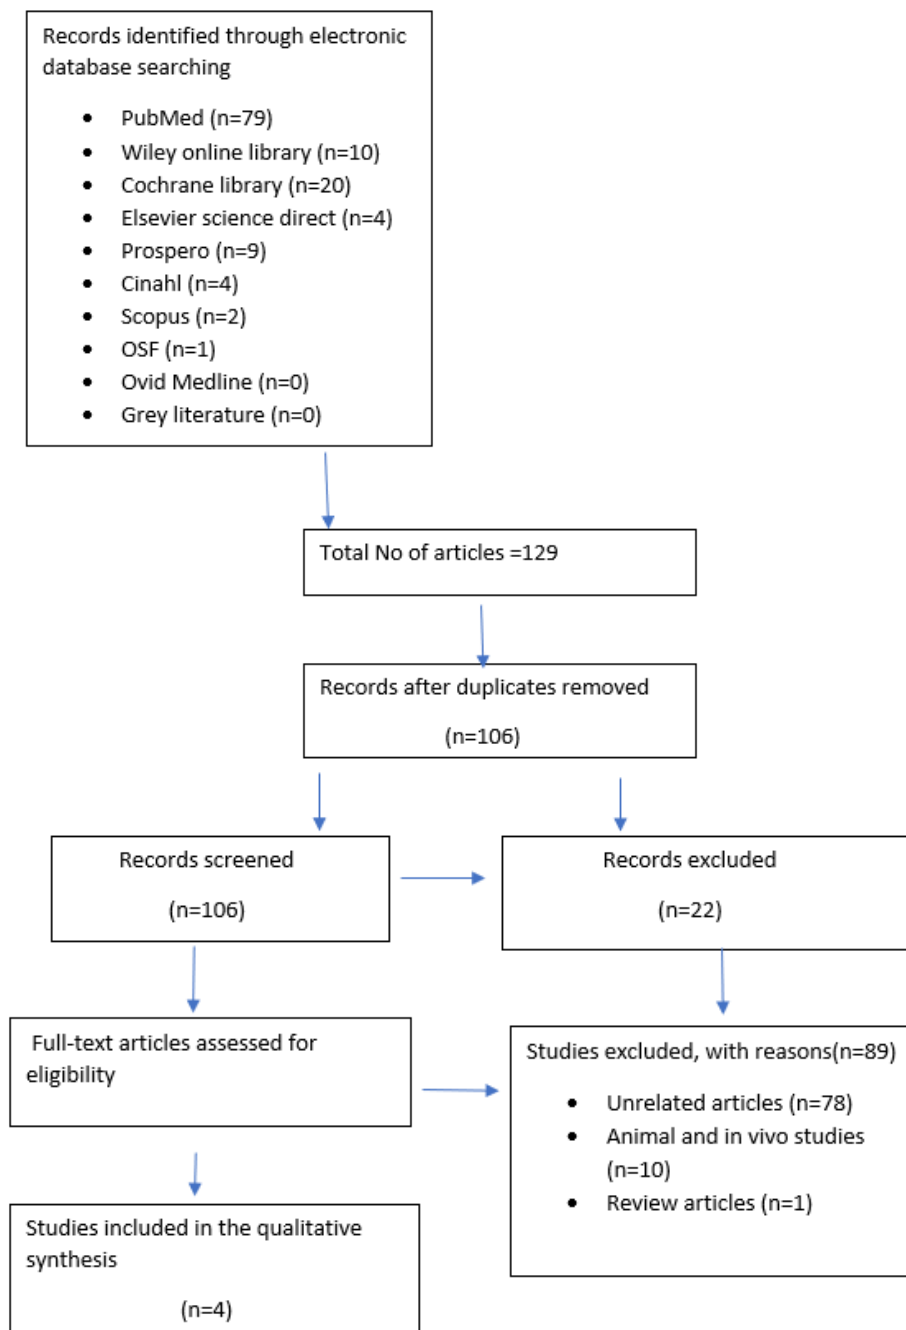 Records identified through electronic
database searching
• PubMed (n=79)
• Wiley online library (n=10)
• Cochrane library (n=20)
• Elsevier science direct (n=4)
• Prospero (n=9)
• Cinahl (n=4)
• Scopus (n=2)
• OSF (n=1)
• Ovid Medline (n=0)
• Grey literature (n=0)
Total No of articles =129
Records after duplicates removed
(n=106)
Records screened
(n=106)
Records excluded
(n=22)
Full-text articles assessed for
eligibility
Studies excluded, with reasons(n=89)
• Unrelated articles (n=78)
• Animal and in vivo studies
(n=10)
• Review articles (n=1)
Studies included in the qualitative
synthesis
(n=4)